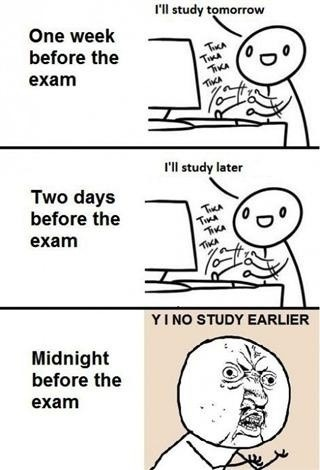 I'll study tomorrow
One week
before the
exam
TIKA
TIKA
TIKA
TIKA
I'll study later
Two days
before the
exam
TIKA
TIKA
TIKA
TIKA
Y I NO STUDY EARLIER
Midnight
before the
exam